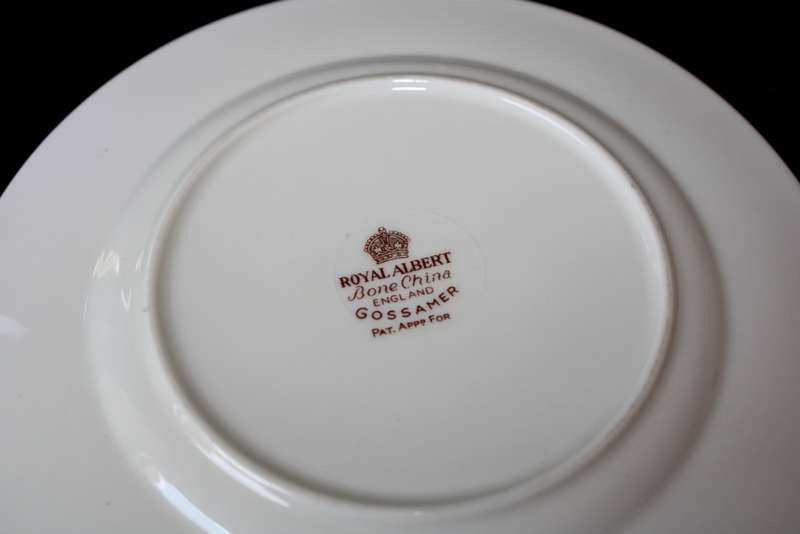 ROYAL ALBERT
Bone China
ENGLAND
GOSSAMER
PAT. APPD FOR